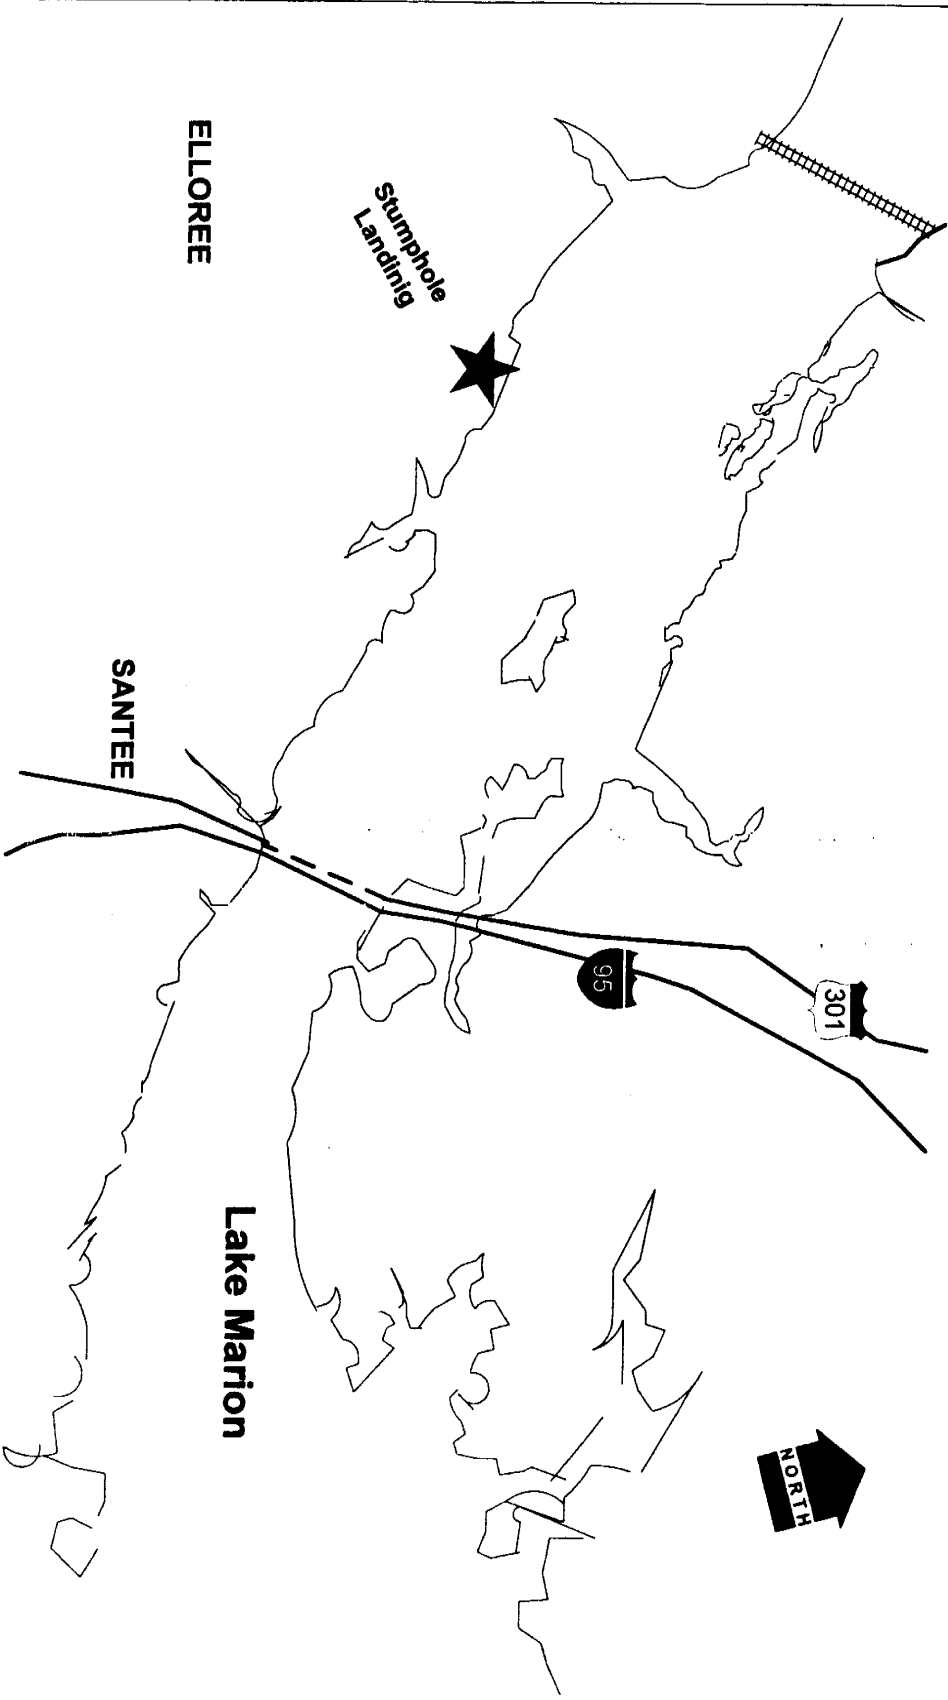 ELLOREE
Stumphole
Landinig
SANTEE
301
95
Lake Marion
NORTH